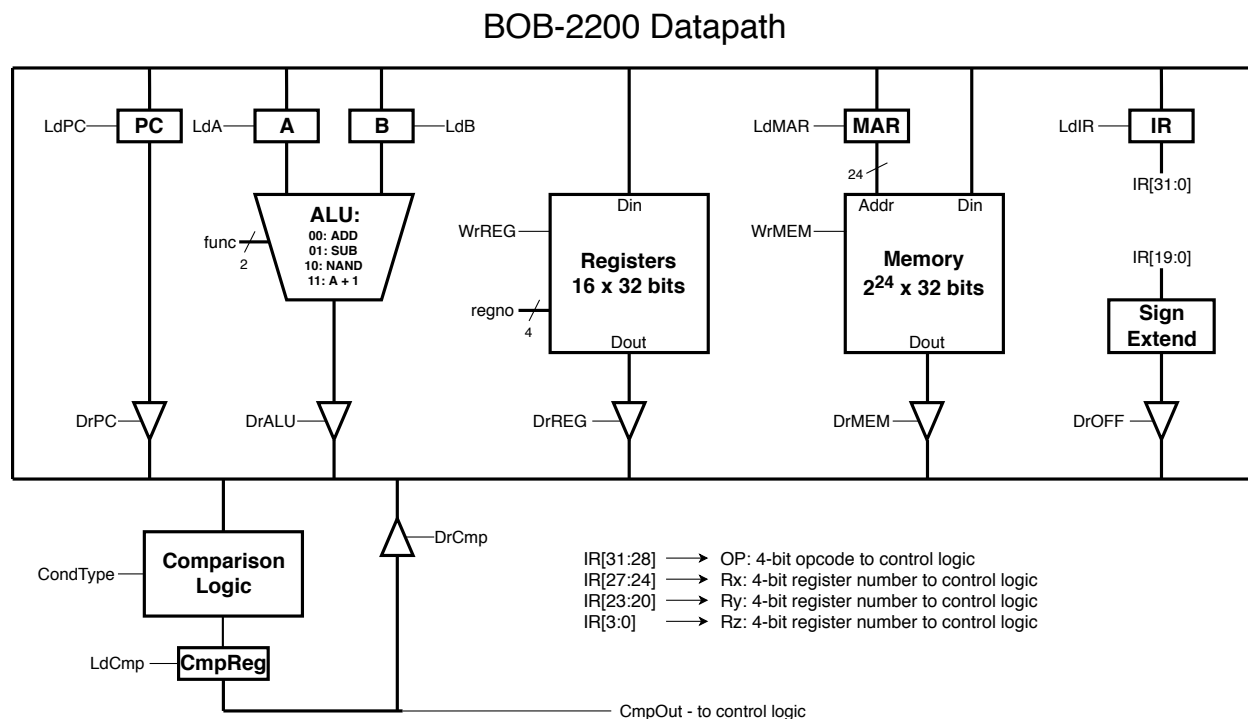 BOB-2200 Datapath
LdPC
PC
LdA
A
B
LdB
LdMAR
MAR
LdIR
IR
24
IR[31:0]
ALU:
00: ADD
01: SUB
10: NAND
11: A + 1
func
2
Din
WrREG
Registers
16 x 32 bits
regno
4
Dout
Addr
Din
WrMEM
Memory
2²⁴ x 32 bits
Dout
IR[19:0]
Sign
Extend
DrPC
DrALU
DrREG
DrMEM
DrOFF
Comparison
Logic
CondType
DrCmp
LdCmp
CmpReg
IR[31:28] → OP: 4-bit opcode to control logic
IR[27:24] → Rx: 4-bit register number to control logic
IR[23:20] → Ry: 4-bit register number to control logic
IR[3:0] → Rz: 4-bit register number to control logic
CmpOut - to control logic